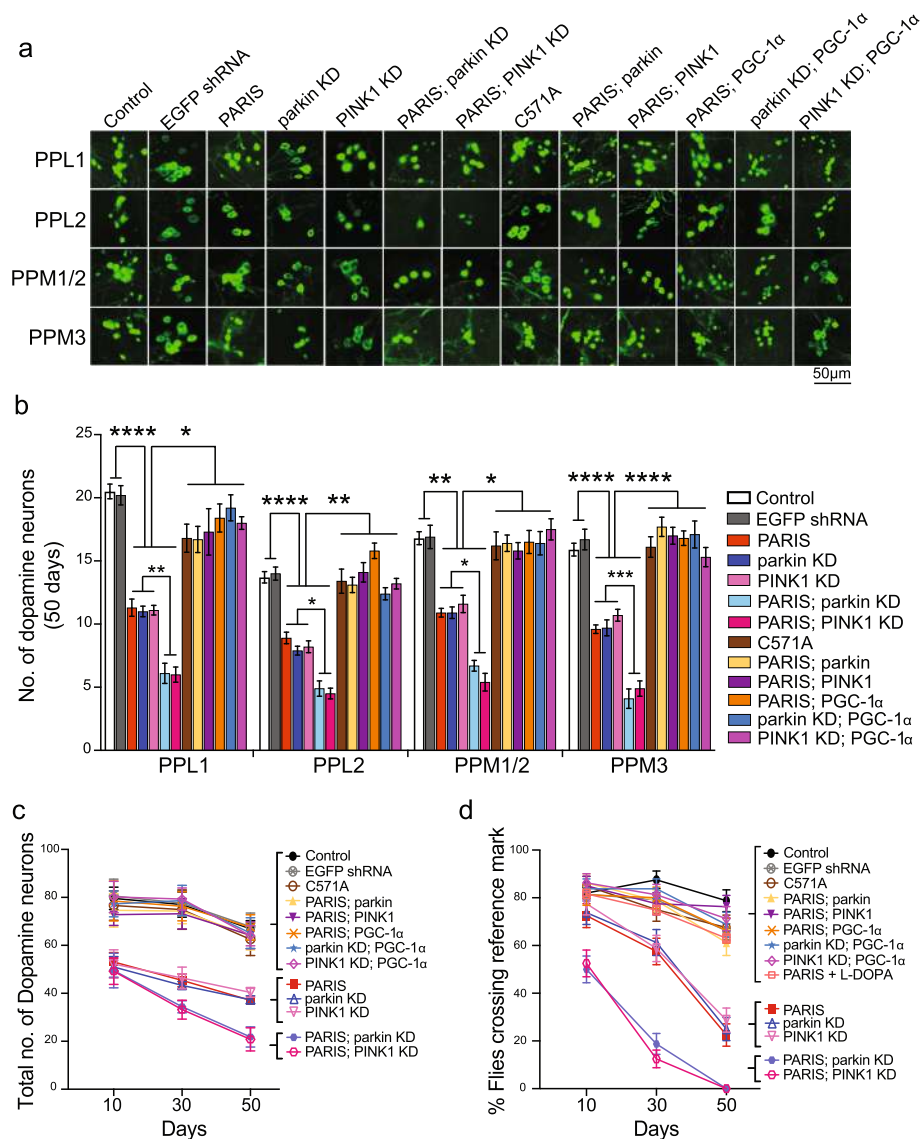 a
Control
EGFP shRNA
PARIS
parkin KD
PINK1 KD
PARIS; parkin KD
PARIS; PINK1 KD
C571A
PARIS; parkin
PARIS; PINK1
PARIS; PGC-1α
parkin KD; PGC-1α
PINK1 KD; PGC-1α
PPL1
PPL2
PPM1/2
PPM3
50μm
b
No. of dopamine neurons
(50 days)
25
20
15
10
5
0
**** *
**
**** **
*
** *
*
**** ****
***
PPL1 PPL2 PPM1/2 PPM3
Control
EGFP shRNA
PARIS
parkin KD
PINK1 KD
PARIS; parkin KD
PARIS; PINK1 KD
C571A
PARIS; parkin
PARIS; PINK1
PARIS; PGC-1α
parkin KD; PGC-1α
PINK1 KD; PGC-1α
c
Total no. of Dopamine neurons
100
80
60
40
20
0
10 30 50
Days
Control
EGFP shRNA
C571A
PARIS; parkin
PARIS; PINK1
PARIS; PGC-1α
parkin KD; PGC-1α
PINK1 KD; PGC-1α
PARIS
parkin KD
PINK1 KD
PARIS; parkin KD
PARIS; PINK1 KD
d
% Flies crossing reference mark
100
80
60
40
20
0
10 30 50
Days
Control
EGFP shRNA
C571A
PARIS; parkin
PARIS; PINK1
PARIS; PGC-1α
parkin KD; PGC-1α
PINK1 KD; PGC-1α
PARIS + L-DOPA
PARIS
parkin KD
PINK1 KD
PARIS; parkin KD
PARIS; PINK1 KD